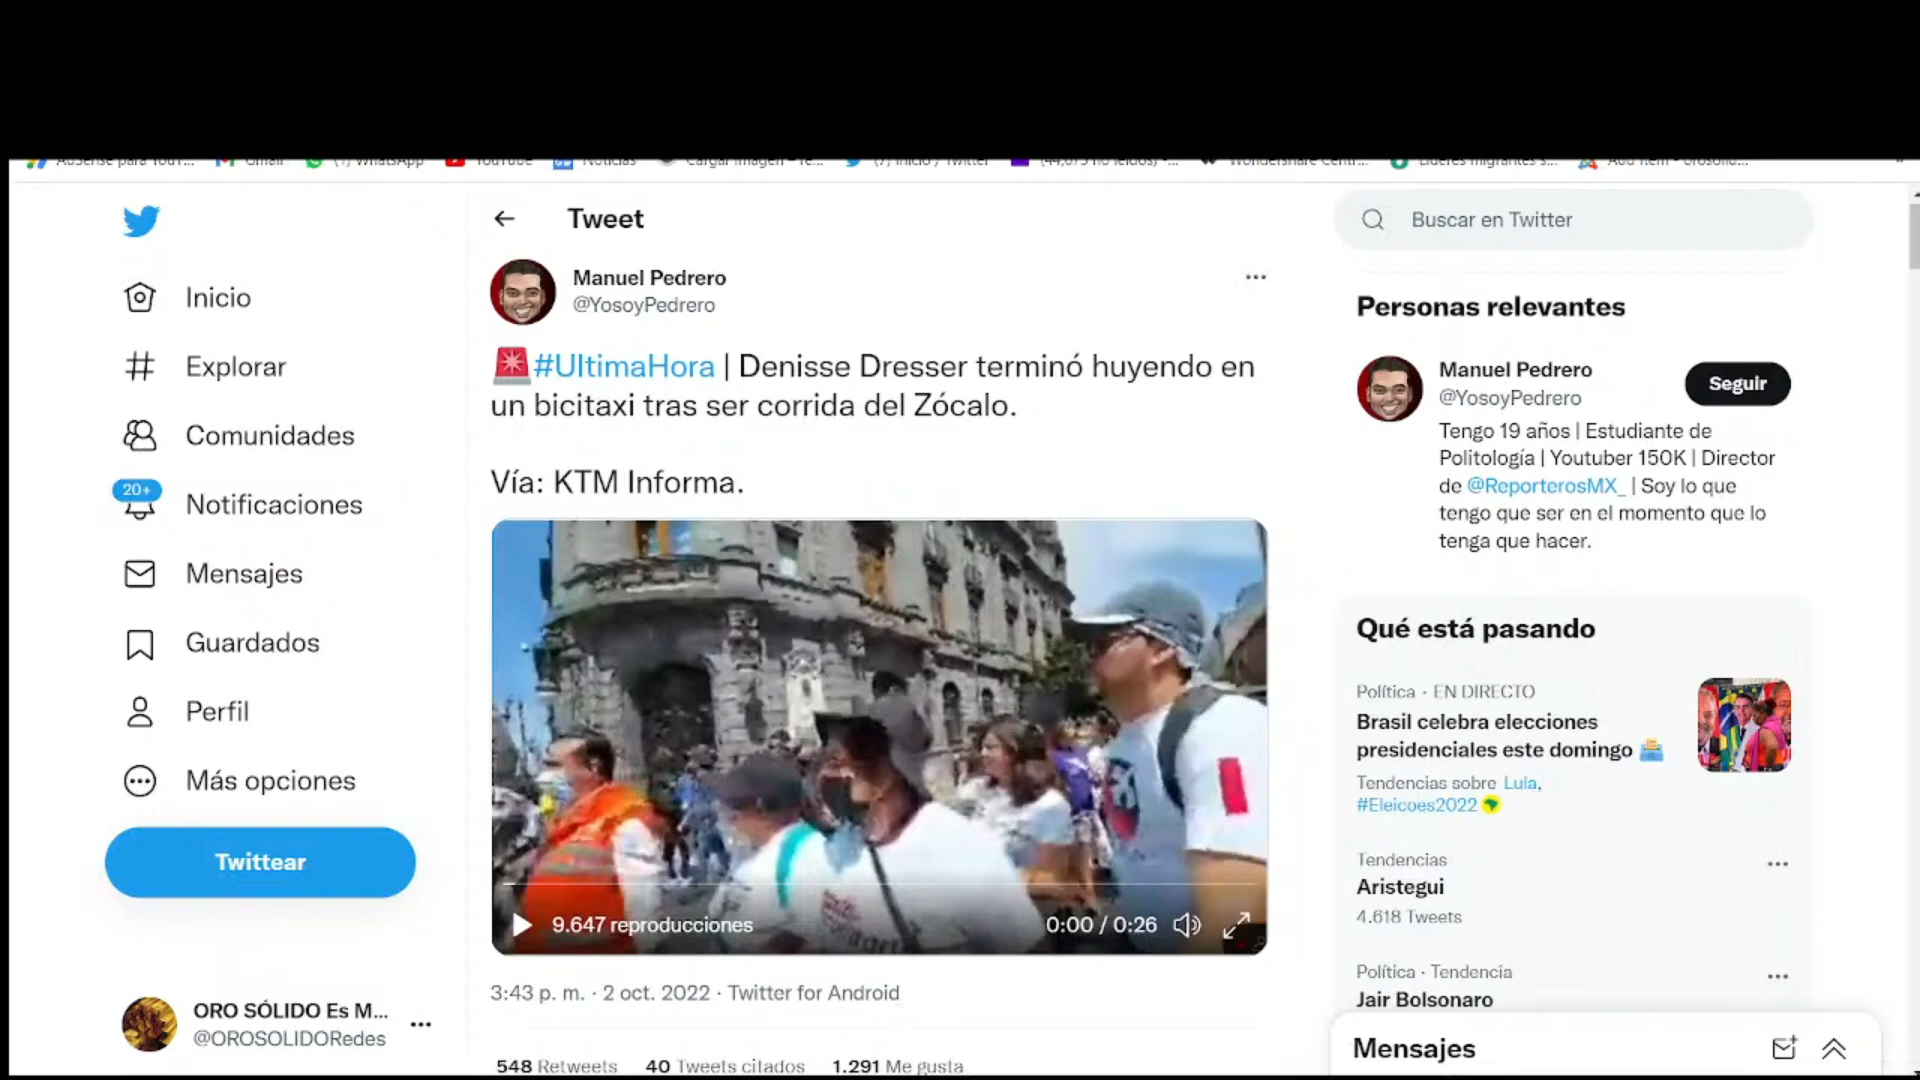 Tweet
Buscar en Twitter
Inicio
Explorar
Comunidades
20+
Notificaciones
Mensajes
Guardados
Perfil
Más opciones
Twittear
ORO SÓLIDO Es M...
@OROSOLIDORedes
Manuel Pedrero
@YosoyPedrero
#UltimaHora | Denisse Dresser terminó huyendo en
un bicitaxi tras ser corrida del Zócalo.
Vía: KTM Informa.
9.647 reproducciones
0:00 / 0:26
3:43 p. m. · 2 oct. 2022 · Twitter for Android
548 Retweets 40 Tweets citados 1.291 Me gusta
Personas relevantes
Manuel Pedrero
@YosoyPedrero
Seguir
Tengo 19 años | Estudiante de
Politología | Youtuber 150K | Director
de @ReporterosMX_ | Soy lo que
tengo que ser en el momento que lo
tenga que hacer.
Qué está pasando
Política · EN DIRECTO
Brasil celebra elecciones
presidenciales este domingo
Tendencias sobre Lula,
#Eleicoes2022
Tendencias
Aristegui
4.618 Tweets
Política · Tendencia
Jair Bolsonaro
Mensajes